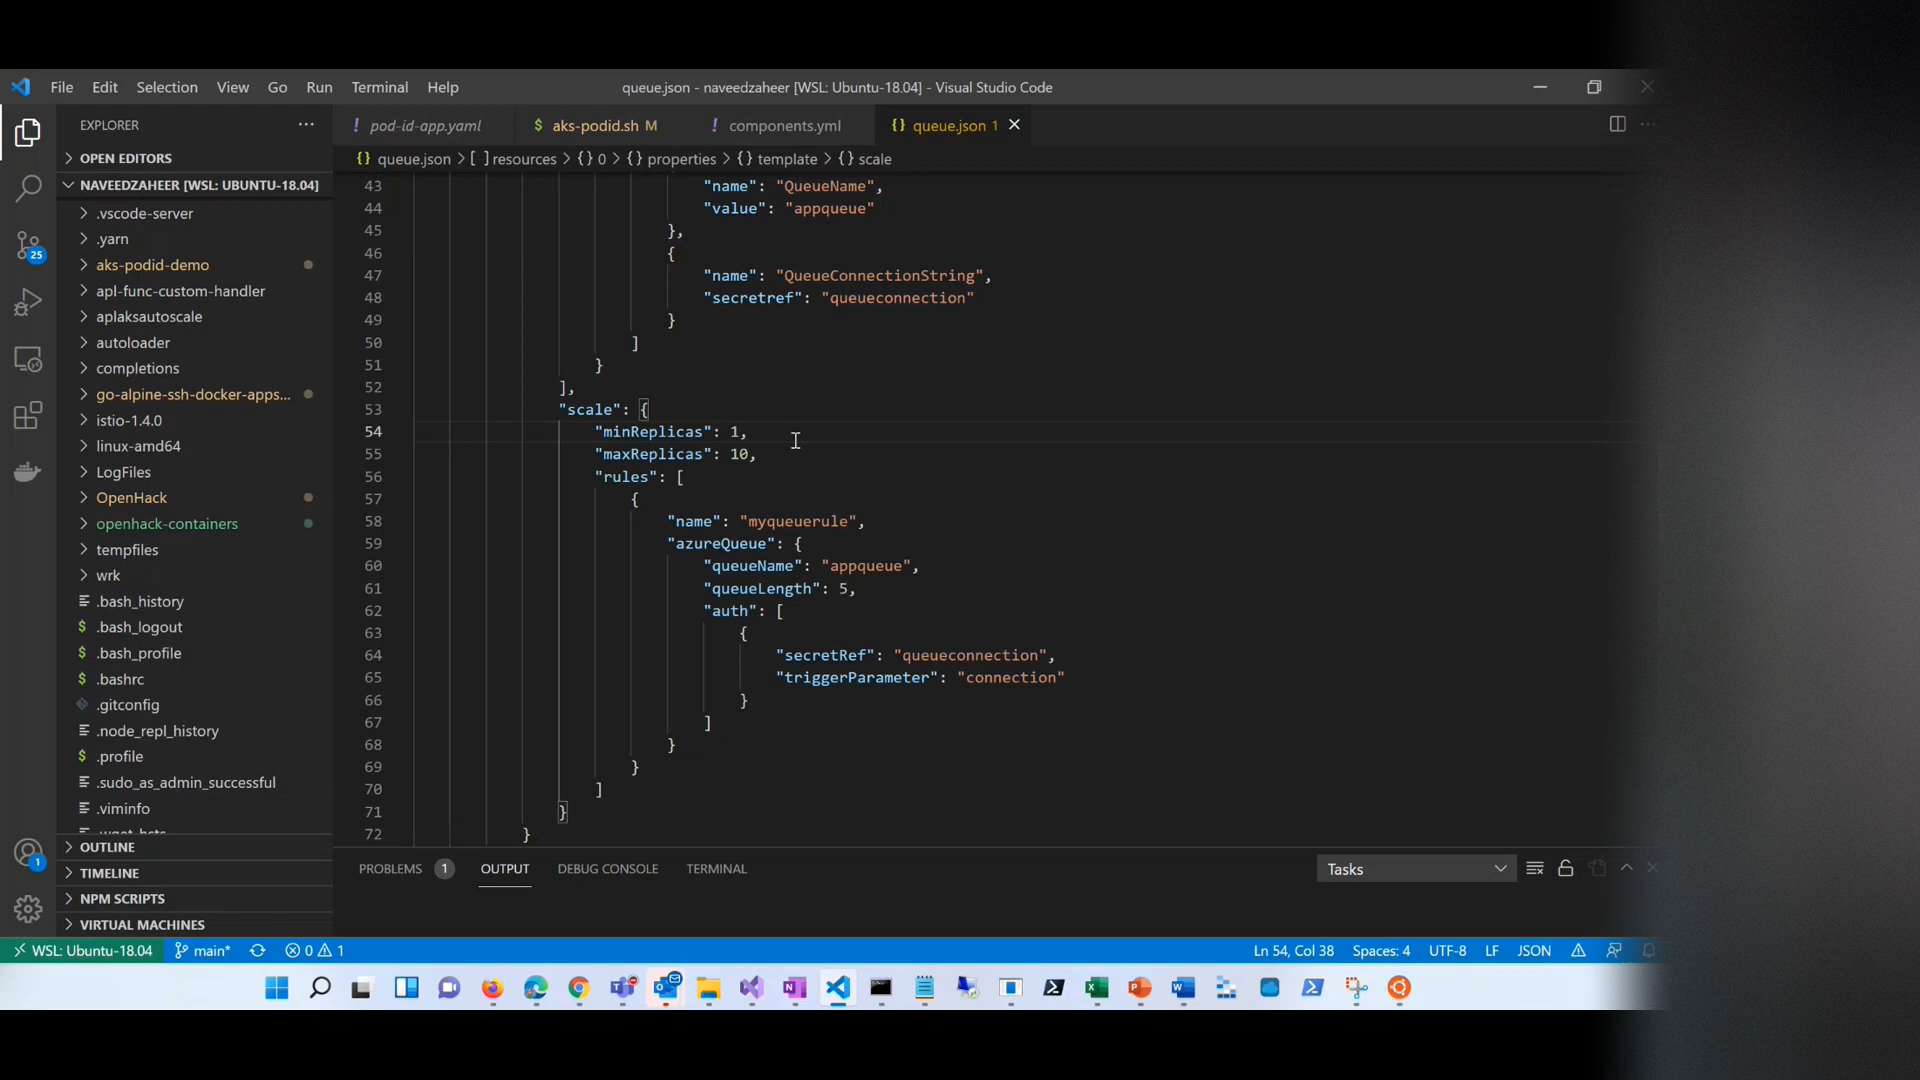 File Edit Selection View Go Run Terminal Help
queue.json - naveedzaheer [WSL: Ubuntu-18.04] - Visual Studio Code
EXPLORER
OPEN EDITORS
NAVEEDZAHEER [WSL: UBUNTU-18.04]
.vscode-server
.yarn
aks-podid-demo
apl-func-custom-handler
aplaksautoscale
autoloader
completions
go-alpine-ssh-docker-apps...
istio-1.4.0
linux-amd64
LogFiles
OpenHack
openhack-containers
tempfiles
wrk
.bash_history
.bash_logout
.bash_profile
.bashrc
.gitconfig
.node_repl_history
.profile
.sudo_as_admin_successful
.viminfo
OUTLINE
TIMELINE
NPM SCRIPTS
VIRTUAL MACHINES
25
1
pod-id-app.yaml
aks-podid.sh M
components.yml
queue.json 1
queue.json > [ ] resources > {} 0 > {} properties > {} template > {} scale
43 "name": "QueueName",
44 "value": "appqueue"
45 },
46 {
47 "name": "QueueConnectionString",
48 "secretref": "queueconnection"
49 }
50 ]
51 }
52 ],
53 "scale": {
54 "minReplicas": 1,
55 "maxReplicas": 10,
56 "rules": [
57 {
58 "name": "myqueuerule",
59 "azureQueue": {
60 "queueName": "appqueue",
61 "queueLength": 5,
62 "auth": [
63 {
64 "secretRef": "queueconnection",
65 "triggerParameter": "connection"
66 }
67 ]
68 }
69 }
70 ]
71 }
72 }
PROBLEMS 1 OUTPUT DEBUG CONSOLE TERMINAL
Tasks
WSL: Ubuntu-18.04 main* 0 1
Ln 54, Col 38 Spaces: 4 UTF-8 LF JSON